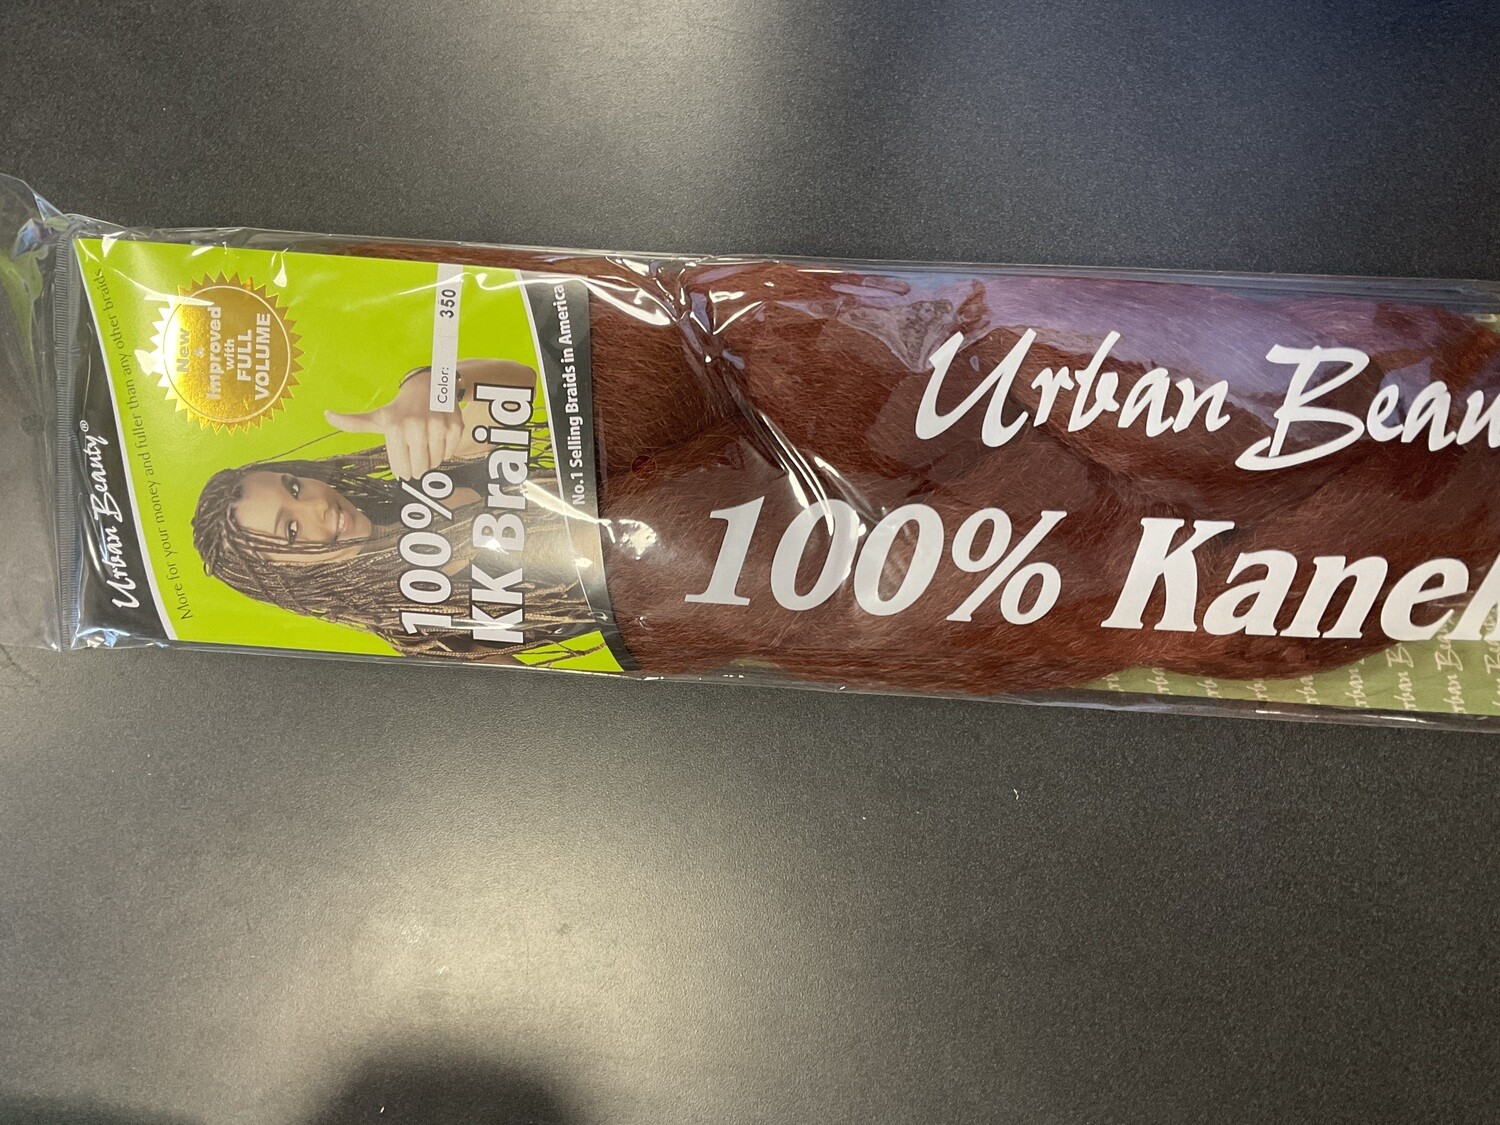 Urban Beauty®
More for your money and fuller than any other braids
New
&
Improved
with
FULL
VOLUME
Color: 350
100%
KK Braid
No.1 Selling Braids in America
Urban Beau
100% Kanek